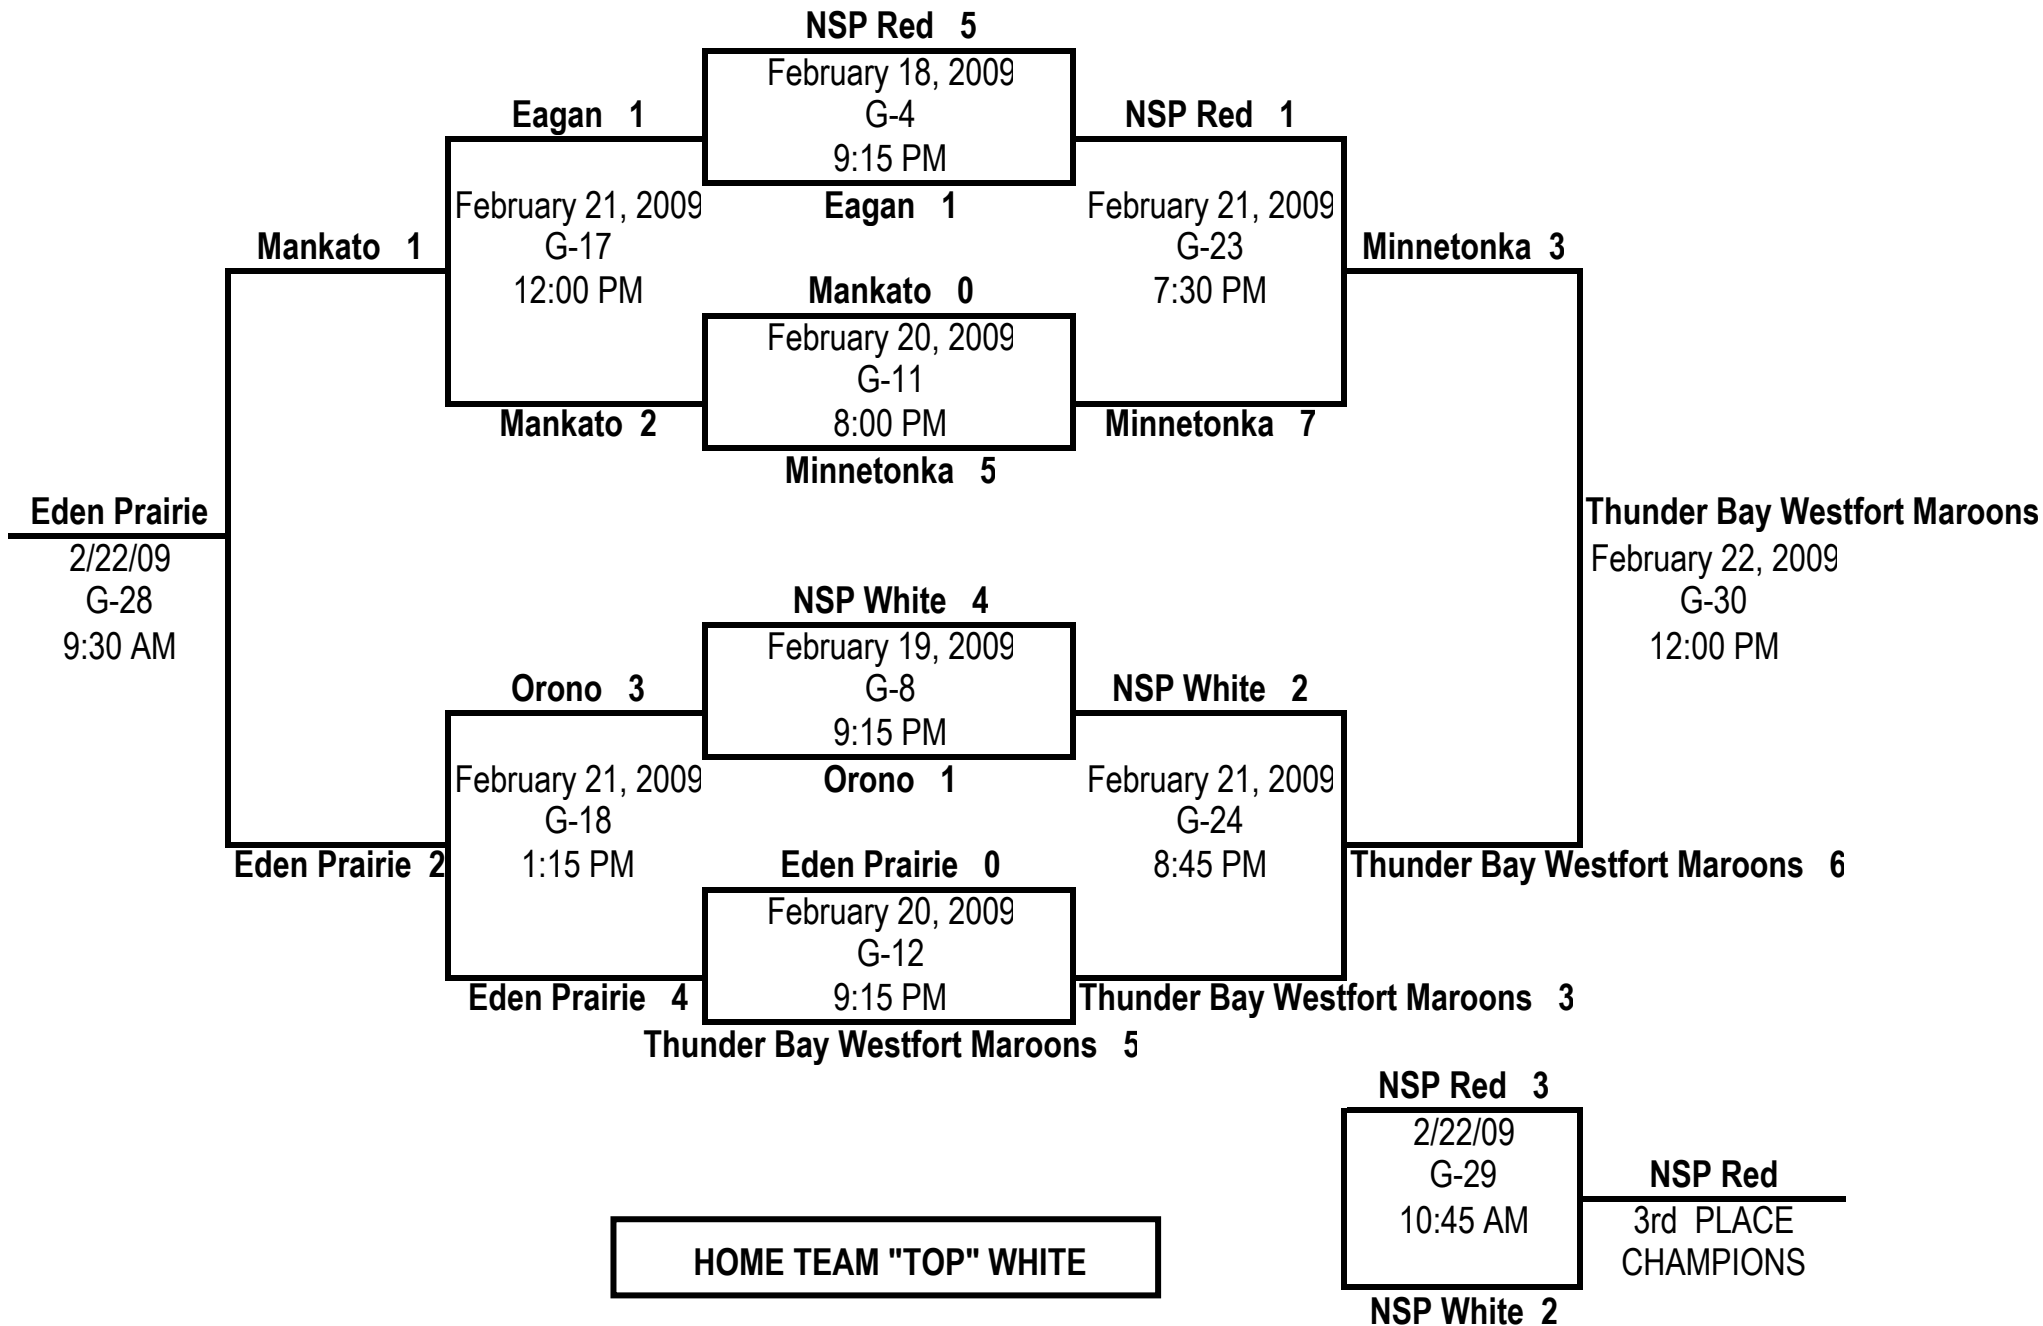 NSP Red 5
February 18, 2009
G-4
9:15 PM
Eagan 1
Eagan 1
NSP Red 1
February 21, 2009
G-17
12:00 PM
February 21, 2009
G-23
7:30 PM
Mankato 1
Minnetonka 3
Mankato 0
February 20, 2009
G-11
8:00 PM
Minnetonka 5
Mankato 2
Minnetonka 7
Eden Prairie
2/22/09
G-28
9:30 AM
Thunder Bay Westfort Maroons
February 22, 2009
G-30
12:00 PM
NSP White 4
February 19, 2009
G-8
9:15 PM
Orono 1
Orono 3
NSP White 2
February 21, 2009
G-18
1:15 PM
February 21, 2009
G-24
8:45 PM
Eden Prairie 2
Eden Prairie 0
February 20, 2009
G-12
9:15 PM
Thunder Bay Westfort Maroons 5
Thunder Bay Westfort Maroons 6
Eden Prairie 4
Thunder Bay Westfort Maroons 3
NSP Red 3
2/22/09
G-29
10:45 AM
NSP White 2
NSP Red
3rd PLACE
CHAMPIONS
HOME TEAM "TOP" WHITE